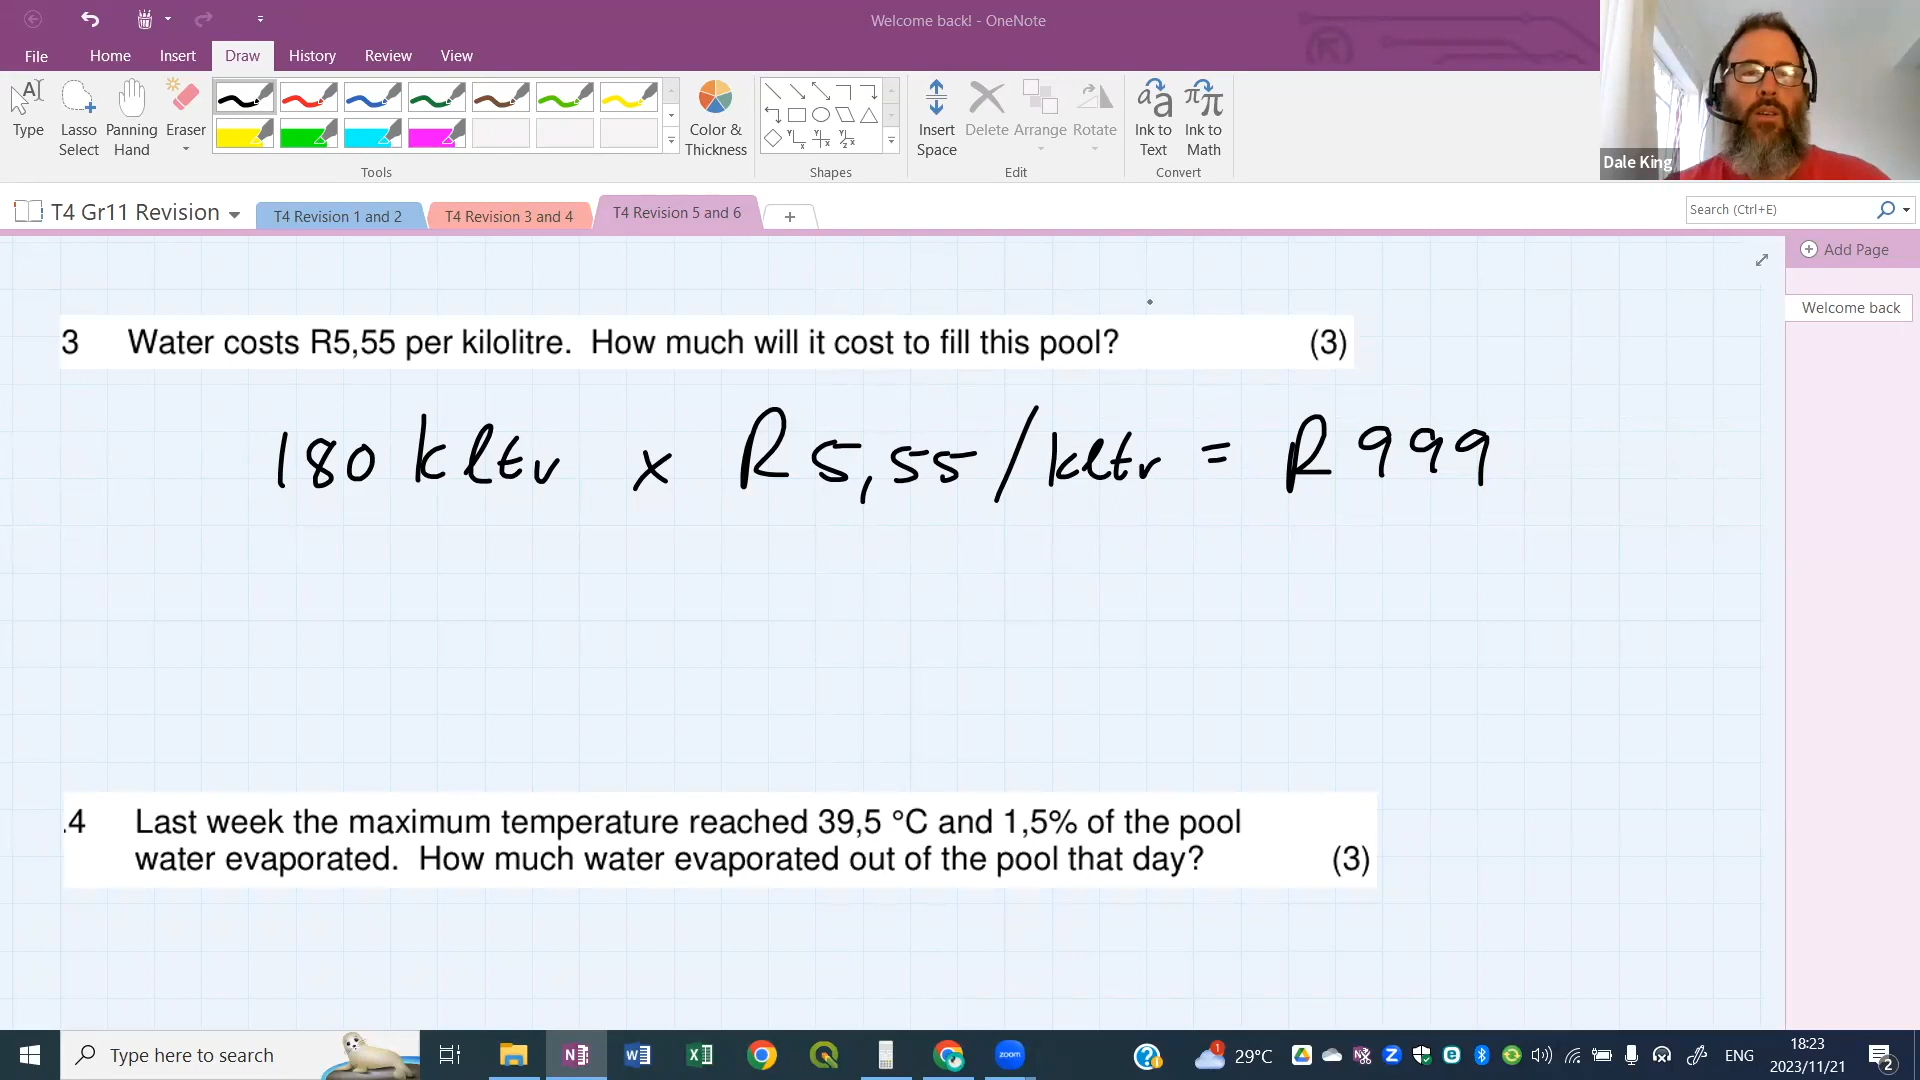 Welcome back! - OneNote
File Home Insert Draw History Review View
Type
Lasso Select
Panning Hand
Eraser
Color & Thickness
Insert Space
Delete
Arrange
Rotate
Ink to Text
Ink to Math
Tools
Shapes
Edit
Convert
Dale King
T4 Gr11 Revision
T4 Revision 1 and 2
T4 Revision 3 and 4
T4 Revision 5 and 6
Search (Ctrl+E)
Add Page
Welcome back
3 Water costs R5,55 per kilolitre. How much will it cost to fill this pool? (3)
180 kltr x R5,55/kltr = R999
.4 Last week the maximum temperature reached 39,5 °C and 1,5% of the pool
water evaporated. How much water evaporated out of the pool that day? (3)
Type here to search
zoom
1
29°C
ENG
18:23
2023/11/21
2